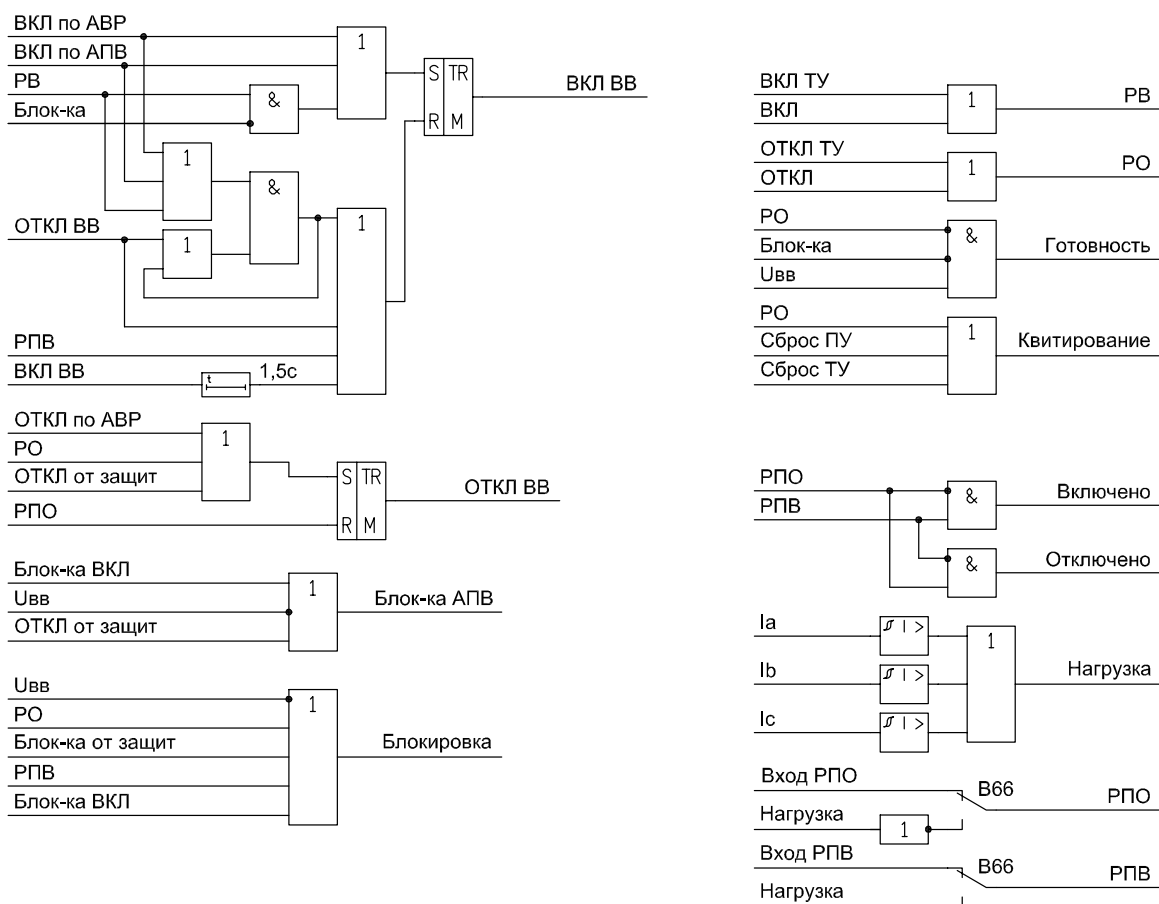 ВКЛ по АВР
ВКЛ по АПВ
РВ
Блок-ка
1
&
S TR
R M
ВКЛ ВВ
1
&
ОТКЛ ВВ
1
1
РПВ
ВКЛ ВВ
t
1,5с
ОТКЛ по АВР
РО
ОТКЛ от защит
РПО
1
S TR
R M
ОТКЛ ВВ
Блок-ка ВКЛ
Uвв
ОТКЛ от защит
1
Блок-ка АПВ
Uвв
РО
Блок-ка от защит
РПВ
Блок-ка ВКЛ
1
Блокировка
ВКЛ ТУ
ВКЛ
1
РВ
ОТКЛ ТУ
ОТКЛ
1
РО
РО
Блок-ка
Uвв
&
Готовность
РО
Сброс ПУ
Сброс ТУ
1
Квитирование
РПО
РПВ
&
Включено
&
Отключено
Ia
I >
Ib
I >
Ic
I >
1
Нагрузка
Вход РПО
Нагрузка
1
В66
РПО
Вход РПВ
Нагрузка
В66
РПВ